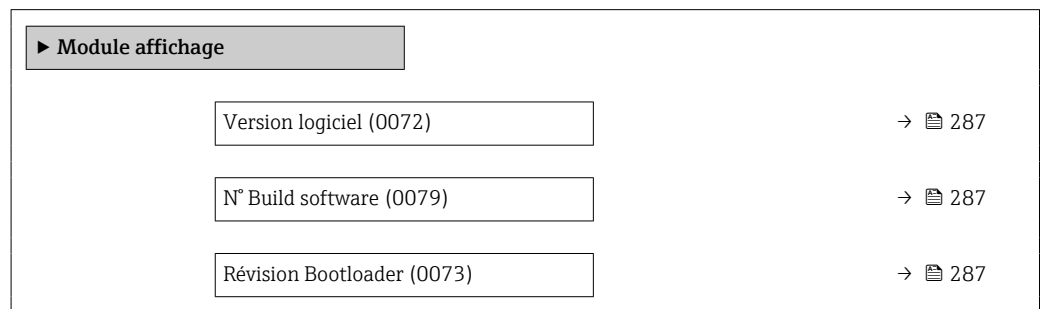 ▶ Module affichage
Version logiciel (0072) → 🖹 287
N° Build software (0079) → 🖹 287
Révision Bootloader (0073) → 🖹 287